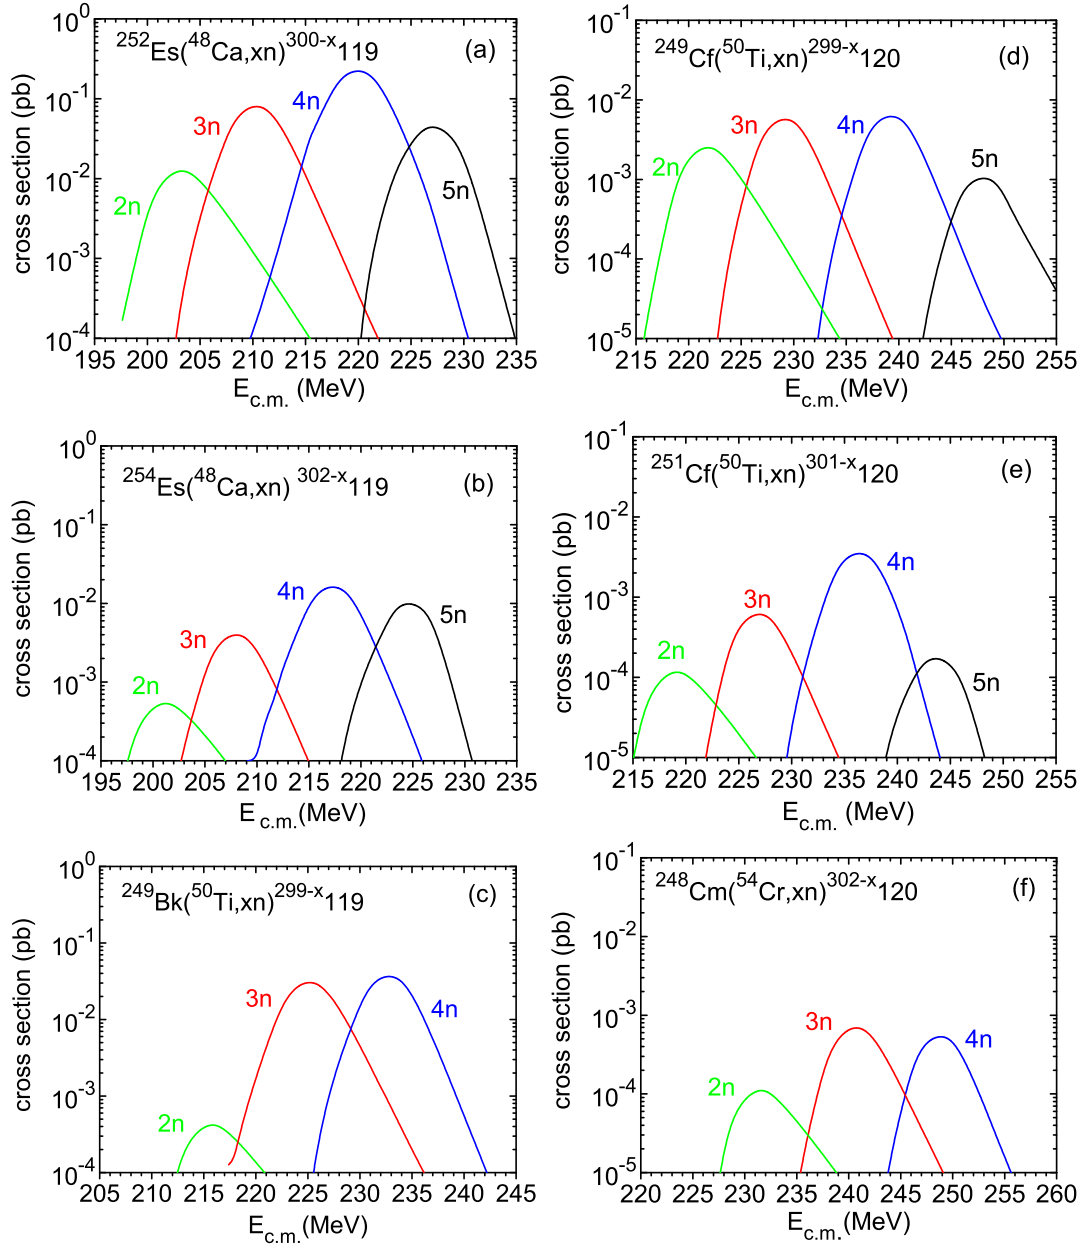 ²⁵²Es(⁴⁸Ca,xn)³⁰⁰⁻ˣ119 (a)
2n 3n 4n 5n
cross section (pb)
10⁰
10⁻¹
10⁻²
10⁻³
10⁻⁴
195 200 205 210 215 220 225 230 235
E_c.m. (MeV)
²⁴⁹Cf(⁵⁰Ti,xn)²⁹⁹⁻ˣ120 (d)
2n 3n 4n 5n
cross section (pb)
10⁻¹
10⁻²
10⁻³
10⁻⁴
10⁻⁵
215 220 225 230 235 240 245 250 255
E_c.m. (MeV)
²⁵⁴Es(⁴⁸Ca,xn) ³⁰²⁻ˣ119 (b)
2n 3n 4n 5n
cross section (pb)
10⁰
10⁻¹
10⁻²
10⁻³
10⁻⁴
195 200 205 210 215 220 225 230 235
E_c.m. (MeV)
²⁵¹Cf(⁵⁰Ti,xn)³⁰¹⁻ˣ120 (e)
2n 3n 4n 5n
cross section (pb)
10⁻¹
10⁻²
10⁻³
10⁻⁴
10⁻⁵
215 220 225 230 235 240 245 250 255
E_c.m. (MeV)
²⁴⁹Bk(⁵⁰Ti,xn)²⁹⁹⁻ˣ119 (c)
2n 3n 4n
cross section (pb)
10⁰
10⁻¹
10⁻²
10⁻³
10⁻⁴
205 210 215 220 225 230 235 240 245
E_c.m. (MeV)
²⁴⁸Cm(⁵⁴Cr,xn)³⁰²⁻ˣ120 (f)
2n 3n 4n
cross section (pb)
10⁻¹
10⁻²
10⁻³
10⁻⁴
10⁻⁵
220 225 230 235 240 245 250 255 260
E_c.m. (MeV)